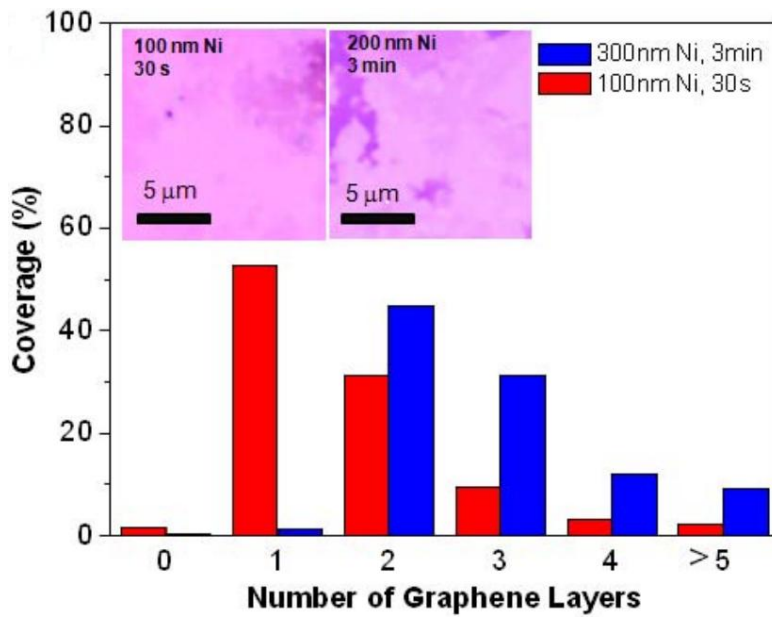 100 nm Ni
30 s
5 μm
200 nm Ni
3 min
5 μm
300nm Ni, 3min
100nm Ni, 30s
Coverage (%)
100
80
60
40
20
0
0 1 2 3 4 >5
Number of Graphene Layers